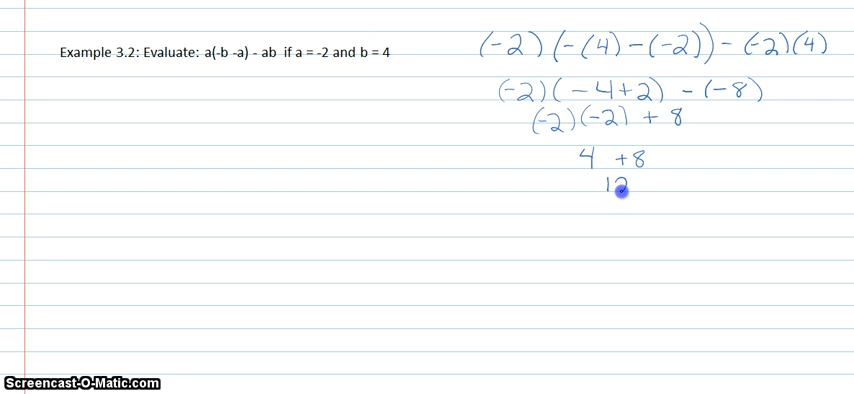 Example 3.2: Evaluate: a(-b -a) - ab if a = -2 and b = 4
(-2)(-(4)-(-2))-(-2)(4)
(-2)(-4+2) -(-8)
(-2)(-2) + 8
4 +8
12
Screencast-O-Matic.com